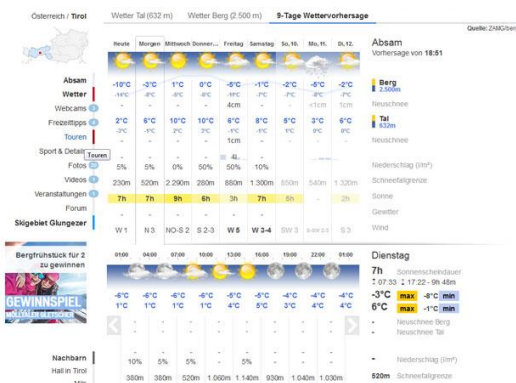 Österreich / Tirol
Wetter Tal (632 m) Wetter Berg (2.500 m) 9-Tage Wettervorhersage
Quelle: ZAMG/ber
Heute Morgen Mittwoch Donner... Freitag Samstag So, 10. Mo, 11. Di, 12.
Absam
Vorhersage von 18:51
-10°C -3°C 1°C 0°C -5°C -1°C -2°C -5°C -2°C
Berg
2.500m
4cm <1cm 1cm
Neuschnee
2°C 6°C 10°C 10°C 6°C 8°C 5°C 3°C 6°C
Tal
632m
1cm
Neuschnee
5% 5% 0% 50% 50% 10%
Niederschlag (l/m²)
230m 520m 2.290m 280m 880m 1.300m 850m 540m 1.320m
Schneefallgrenze
7h 7h 9h 6h 3h 7h 5h - 2h
Sonne
Gewitter
W 1 N 3 NO-S 2 S 2-3 W 5 W 3-4 SW 3 S 3
Wind
Absam
Wetter
Webcams
Freizeittipps
Touren
Sport & Details
Touren
Fotos
Videos
Veranstaltungen
Forum
Skigebiet Glungezer
Bergfrühstück für 2
zu gewinnen
GEWINNSPIEL
MÖLLTALER GLETSCHER
Nachbarn
Hall in Tirol
Mils
01:00 04:00 07:00 10:00 13:00 16:00 19:00 22:00 01:00
-6°C -6°C -6°C -6°C -5°C -5°C -4°C -4°C -4°C
1°C 1°C 1°C 1°C 4°C 5°C 3°C 4°C 4°C
10% 5% 5% - 5%
380m 380m 520m 1.060m 1.140m 930m 1.040m 1.030m
Dienstag
7h Sonnenscheindauer
07:33 17:22 - 9h 48m
-3°C max -8°C min
6°C max -1°C min
- Neuschnee Berg
- Neuschnee Tal
- Niederschlag (l/m²)
520m Schneefallgrenze